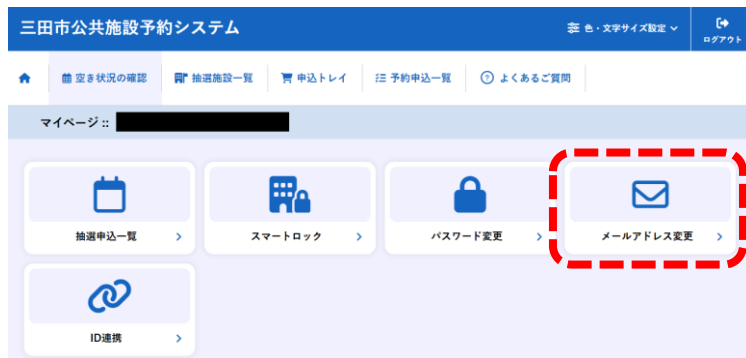 三田市公共施設予約システム
色・文字サイズ設定
ログアウト
空き状況の確認 抽選施設一覧 申込トレイ 予約申込一覧 ? よくあるご質問
マイページ ::
抽選申込一覧 > スマートロック > パスワード変更 > メールアドレス変更 >
ID連携 >